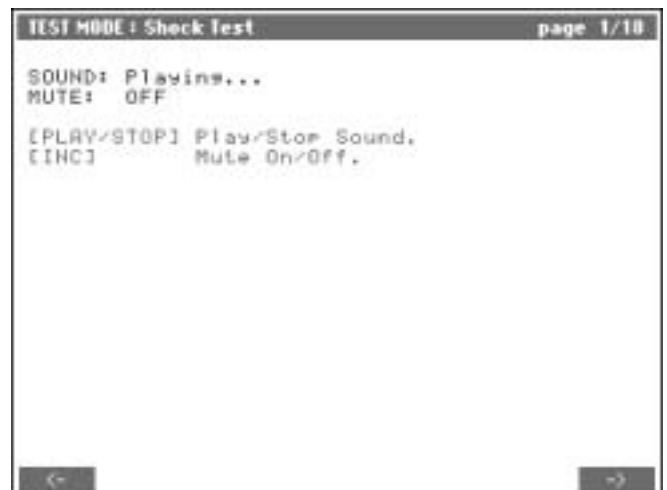 TEST MODE : Shock Test page 1/18
SOUND: Playing...
MUTE: OFF
[PLAY/STOP] Play/Stop Sound.
[INC] Mute On/Off.
<- ->